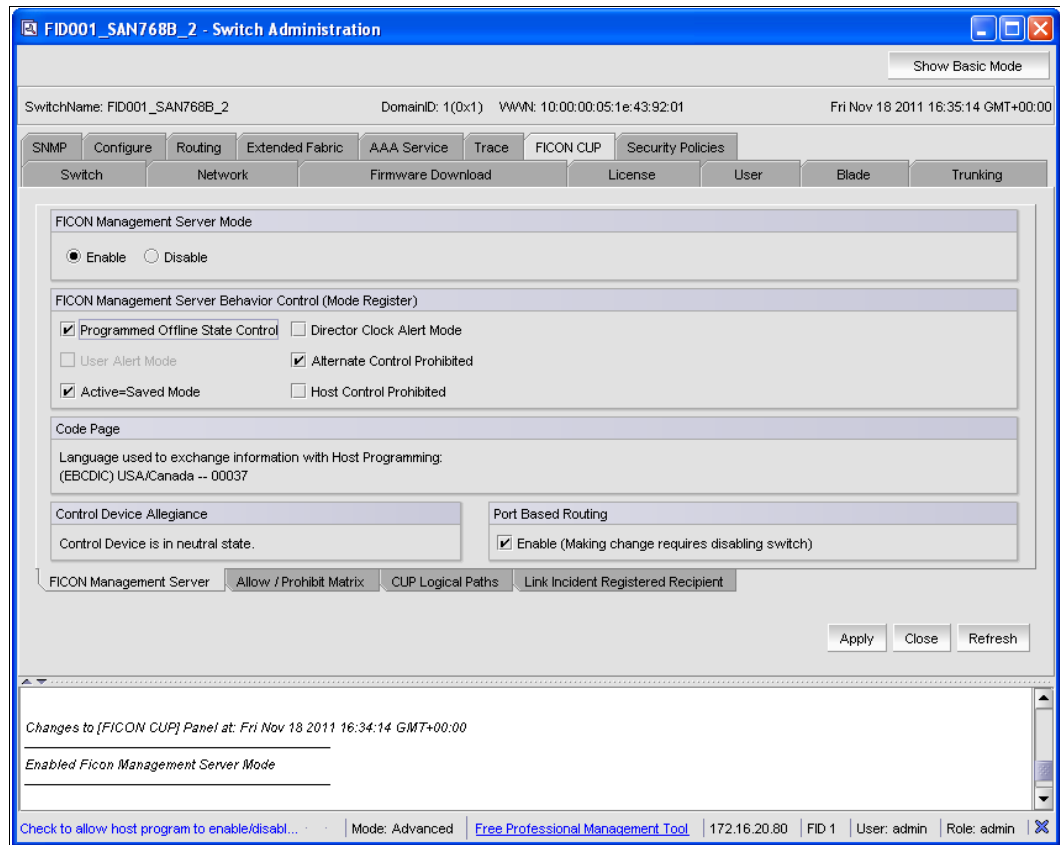 FID001_SAN768B_2 - Switch Administration
Show Basic Mode
SwitchName: FID001_SAN768B_2 DomainID: 1(0x1) WWN: 10:00:00:05:1e:43:92:01 Fri Nov 18 2011 16:35:14 GMT+00:00
SNMP Configure Routing Extended Fabric AAA Service Trace FICON CUP Security Policies
Switch Network Firmware Download License User Blade Trunking
FICON Management Server Mode
Enable Disable
FICON Management Server Behavior Control (Mode Register)
Programmed Offline State Control Director Clock Alert Mode
User Alert Mode Alternate Control Prohibited
Active=Saved Mode Host Control Prohibited
Code Page
Language used to exchange information with Host Programming:
(EBCDIC) USA/Canada -- 00037
Control Device Allegiance Port Based Routing
Control Device is in neutral state. Enable (Making change requires disabling switch)
FICON Management Server Allow / Prohibit Matrix CUP Logical Paths Link Incident Registered Recipient
Apply Close Refresh
Changes to [FICON CUP] Panel at: Fri Nov 18 2011 16:34:14 GMT+00:00
Enabled Ficon Management Server Mode
Check to allow host program to enable/disabl... Mode: Advanced Free Professional Management Tool 172.16.20.80 FID 1 User: admin Role: admin